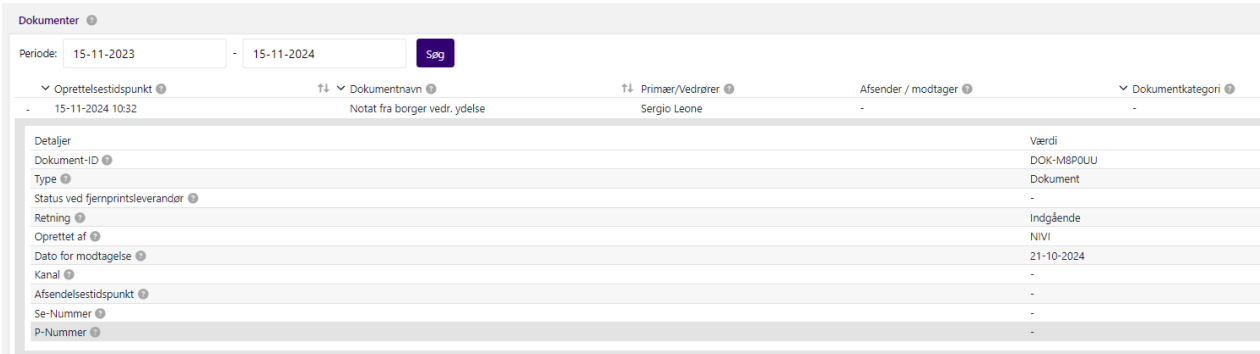 Dokumenter
Periode: 15-11-2023 - 15-11-2024 Søg
Oprettelsestidspunkt Dokumentnavn Primær/Vedrører Afsender / modtager Dokumentkategori
- 15-11-2024 10:32 Notat fra borger vedr. ydelse Sergio Leone - -
Detaljer Værdi
Dokument-ID DOK-M8P0UU
Type Dokument
Status ved fjernprintsleverandør -
Retning Indgående
Oprettet af NIVI
Dato for modtagelse 21-10-2024
Kanal -
Afsendelsestidspunkt -
Se-Nummer -
P-Nummer -